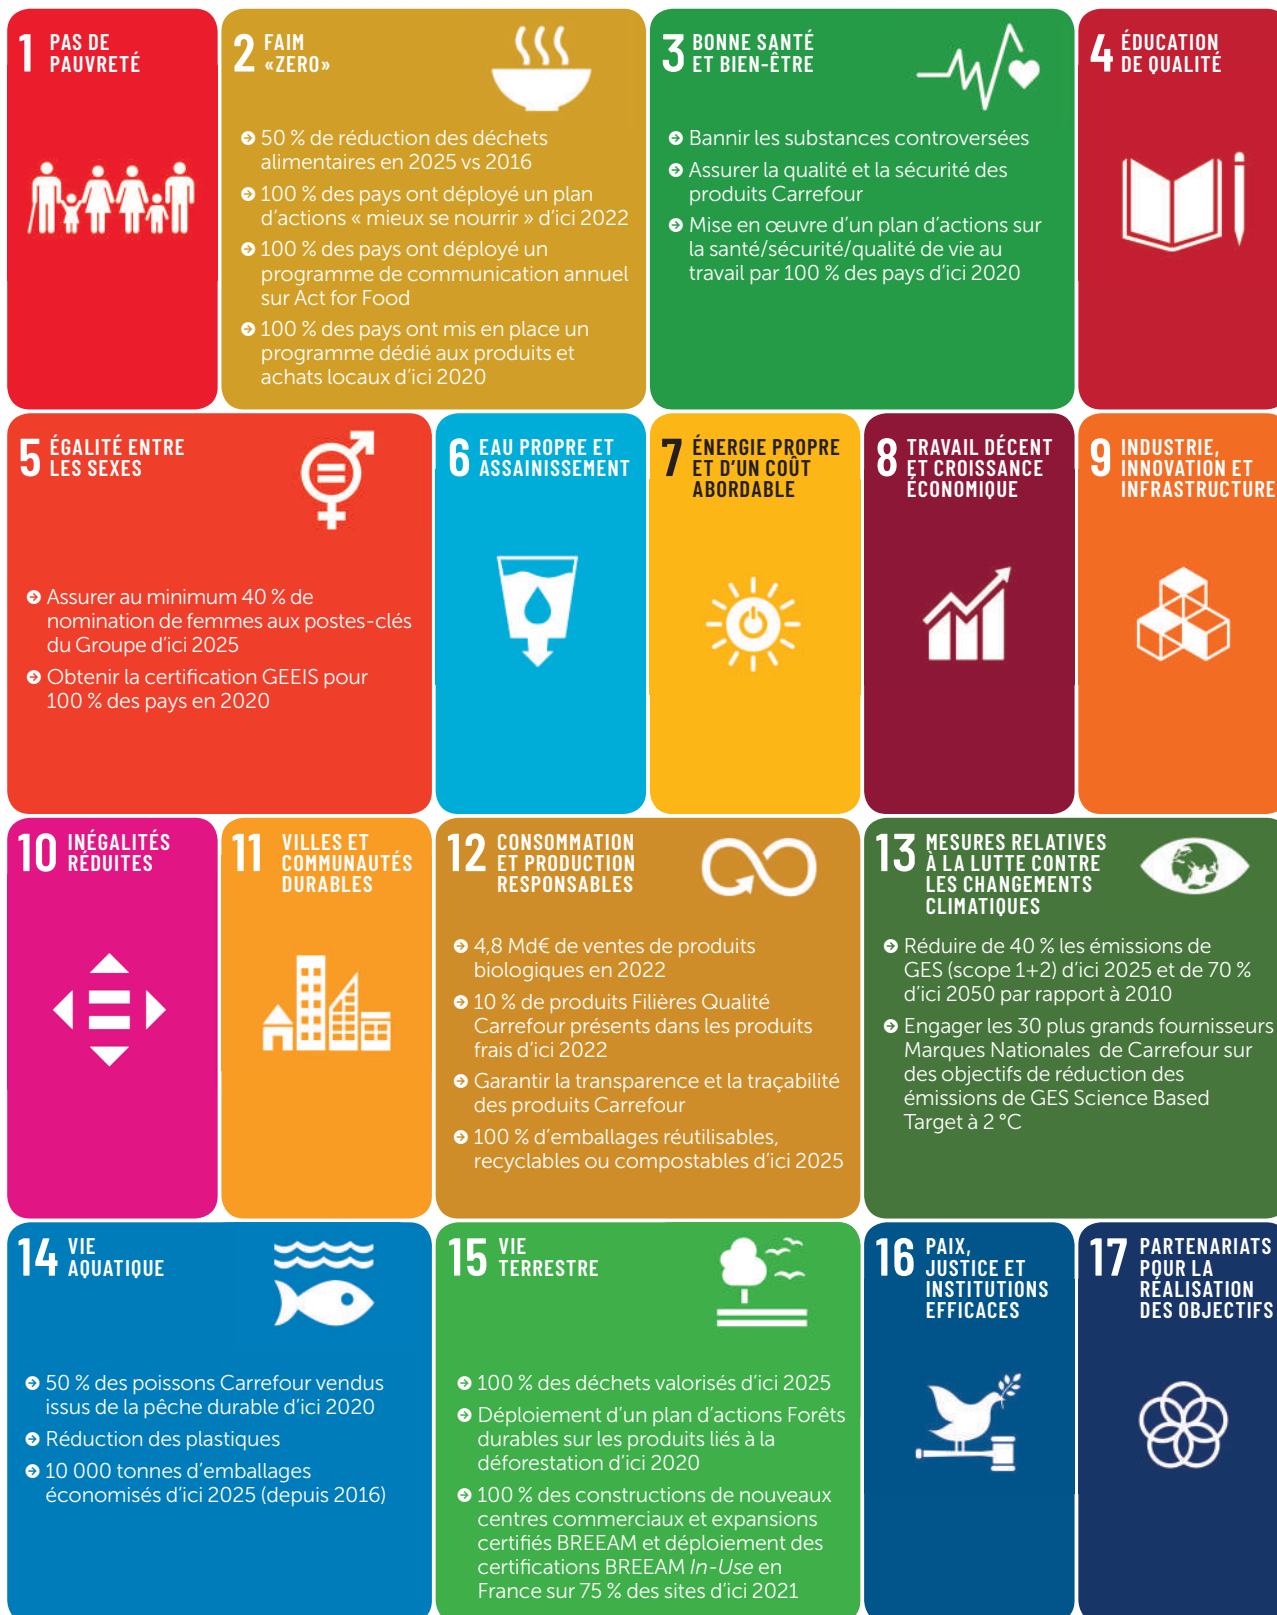 1 PAS DE
PAUVRETÉ
2 FAIM
«ZERO»
50 % de réduction des déchets
alimentaires en 2025 vs 2016
100 % des pays ont déployé un plan
d'actions « mieux se nourrir » d'ici 2022
100 % des pays ont déployé un
programme de communication annuel
sur Act for Food
100 % des pays ont mis en place un
programme dédié aux produits et
achats locaux d'ici 2020
3 BONNE SANTÉ
ET BIEN-ÊTRE
Bannir les substances controversées
Assurer la qualité et la sécurité des
produits Carrefour
Mise en œuvre d'un plan d'actions sur
la santé/sécurité/qualité de vie au
travail par 100 % des pays d'ici 2020
4 ÉDUCATION
DE QUALITÉ
5 ÉGALITÉ ENTRE
LES SEXES
Assurer au minimum 40 % de
nomination de femmes aux postes-clés
du Groupe d'ici 2025
Obtenir la certification GEEIS pour
100 % des pays en 2020
6 EAU PROPRE ET
ASSAINISSEMENT
7 ÉNERGIE PROPRE
ET D'UN COÛT
ABORDABLE
8 TRAVAIL DÉCENT
ET CROISSANCE
ÉCONOMIQUE
9 INDUSTRIE,
INNOVATION ET
INFRASTRUCTURE
10 INÉGALITÉS
RÉDUITES
11 VILLES ET
COMMUNAUTÉS
DURABLES
12 CONSOMMATION
ET PRODUCTION
RESPONSABLES
4,8 Md€ de ventes de produits
biologiques en 2022
10 % de produits Filières Qualité
Carrefour présents dans les produits
frais d'ici 2022
Garantir la transparence et la traçabilité
des produits Carrefour
100 % d'emballages réutilisables,
recyclables ou compostables d'ici 2025
13 MESURES RELATIVES
À LA LUTTE CONTRE
LES CHANGEMENTS
CLIMATIQUES
Réduire de 40 % les émissions de
GES (scope 1+2) d'ici 2025 et de 70 %
d'ici 2050 par rapport à 2010
Engager les 30 plus grands fournisseurs
Marques Nationales de Carrefour sur
des objectifs de réduction des
émissions de GES Science Based
Target à 2 °C
14 VIE
AQUATIQUE
50 % des poissons Carrefour vendus
issus de la pêche durable d'ici 2020
Réduction des plastiques
10 000 tonnes d'emballages
économisés d'ici 2025 (depuis 2016)
15 VIE
TERRESTRE
100 % des déchets valorisés d'ici 2025
Déploiement d'un plan d'actions Forêts
durables sur les produits liés à la
déforestation d'ici 2020
100 % des constructions de nouveaux
centres commerciaux et expansions
certifiés BREEAM et déploiement des
certifications BREEAM In-Use en
France sur 75 % des sites d'ici 2021
16 PAIX,
JUSTICE ET
INSTITUTIONS
EFFICACES
17 PARTENARIATS
POUR LA
RÉALISATION
DES OBJECTIFS